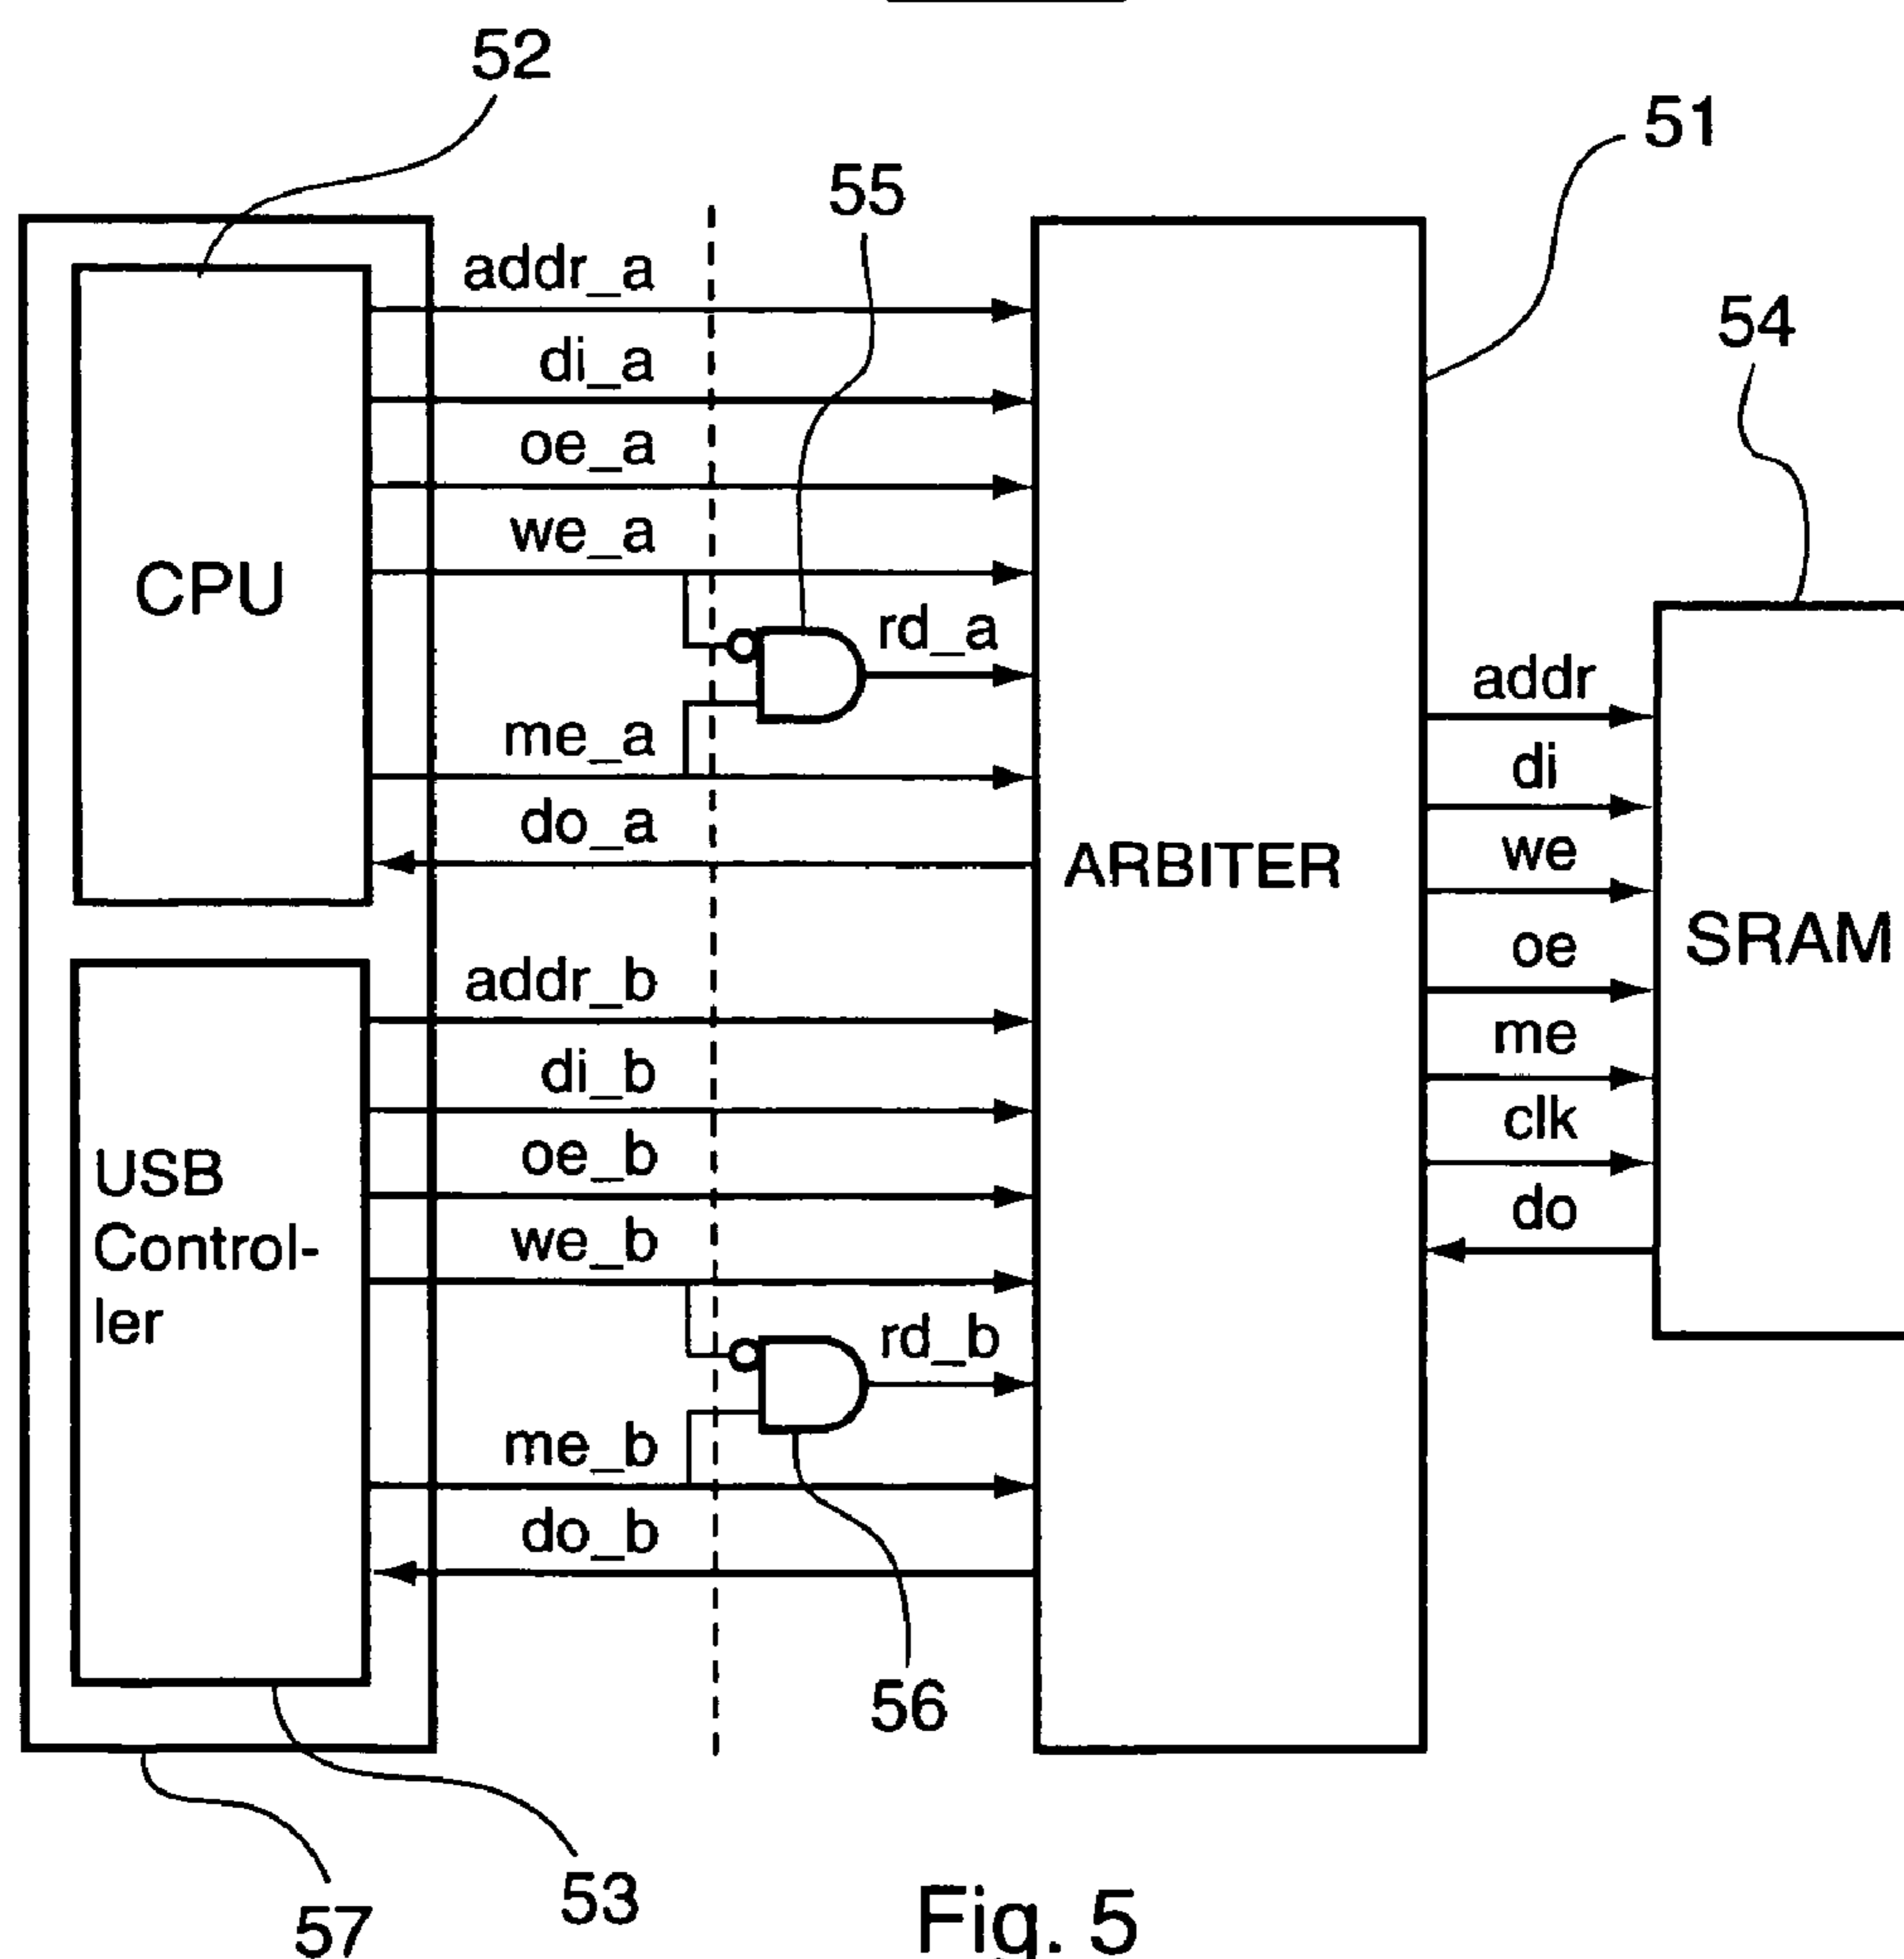 52
51
55
54
addr_a
di_a
oe_a
we_a
CPU
rd_a
me_a
do_a
addr
di
we
oe
me
clk
do
ARBITER
SRAM
addr_b
di_b
oe_b
we_b
USB
Control-
ler
rd_b
me_b
do_b
56
53
57
Fig. 5